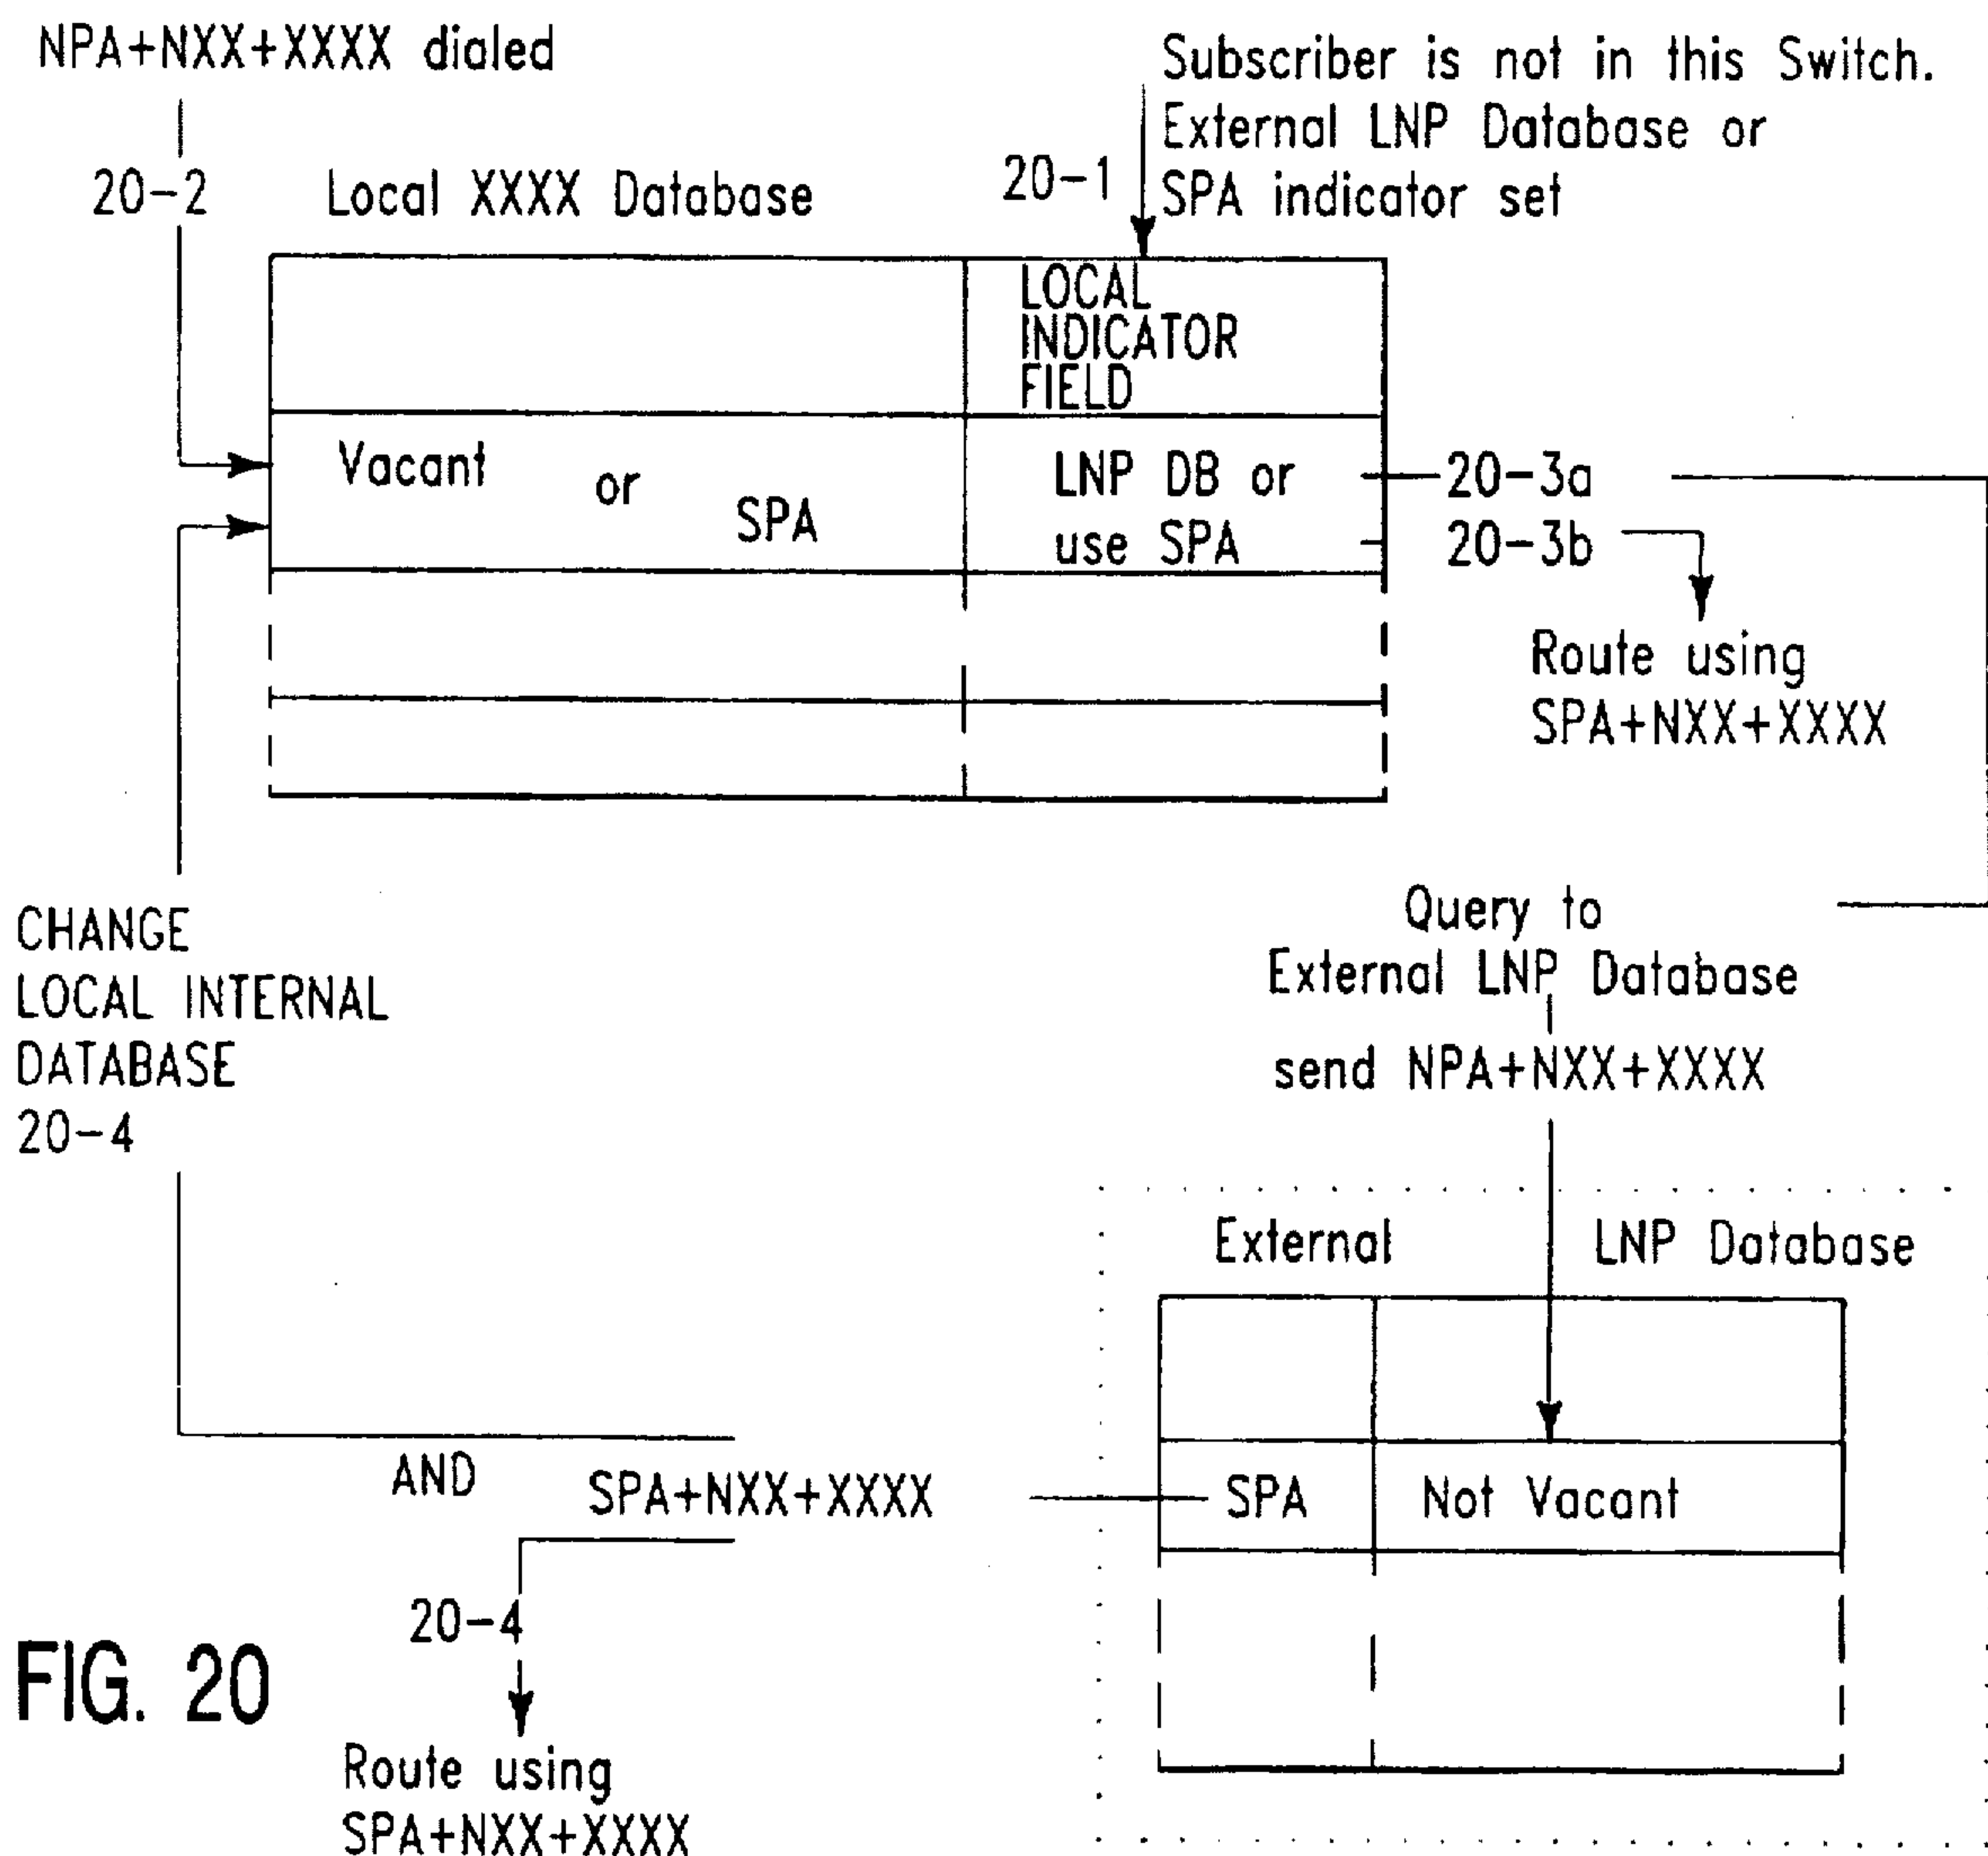 NPA+NXX+XXXX dialed
Subscriber is not in this Switch.
External LNP Database or
SPA indicator set
20-1
20-2
Local XXXX Database
LOCAL
INDICATOR
FIELD
Vacant or SPA
LNP DB or
use SPA
20-3a
20-3b
Route using
SPA+NXX+XXXX
CHANGE
LOCAL INTERNAL
DATABASE
20-4
Query to
External LNP Database
send NPA+NXX+XXXX
External LNP Database
SPA Not Vacant
AND
SPA+NXX+XXXX
20-4
Route using
SPA+NXX+XXXX
FIG. 20